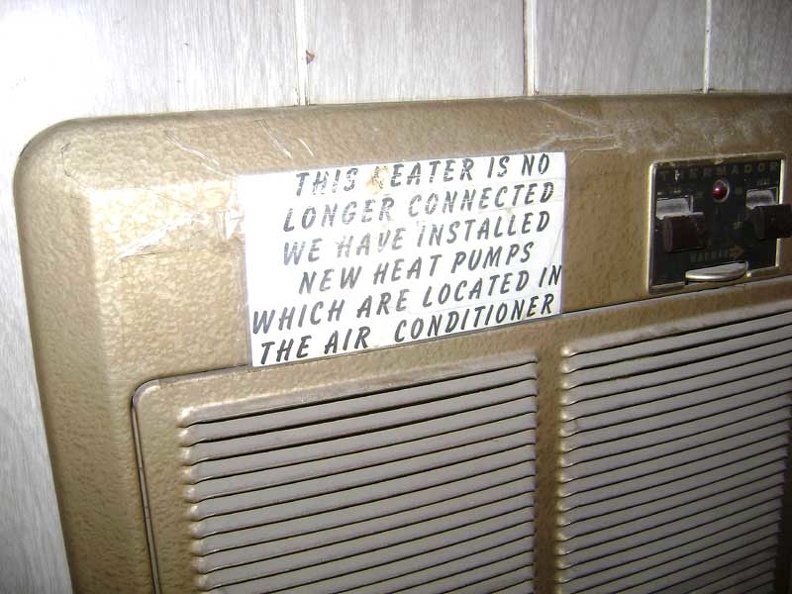 THIS HEATER IS NO
LONGER CONNECTED
WE HAVE INSTALLED
NEW HEAT PUMPS
WHICH ARE LOCATED IN
THE AIR CONDITIONER
THERMADOR